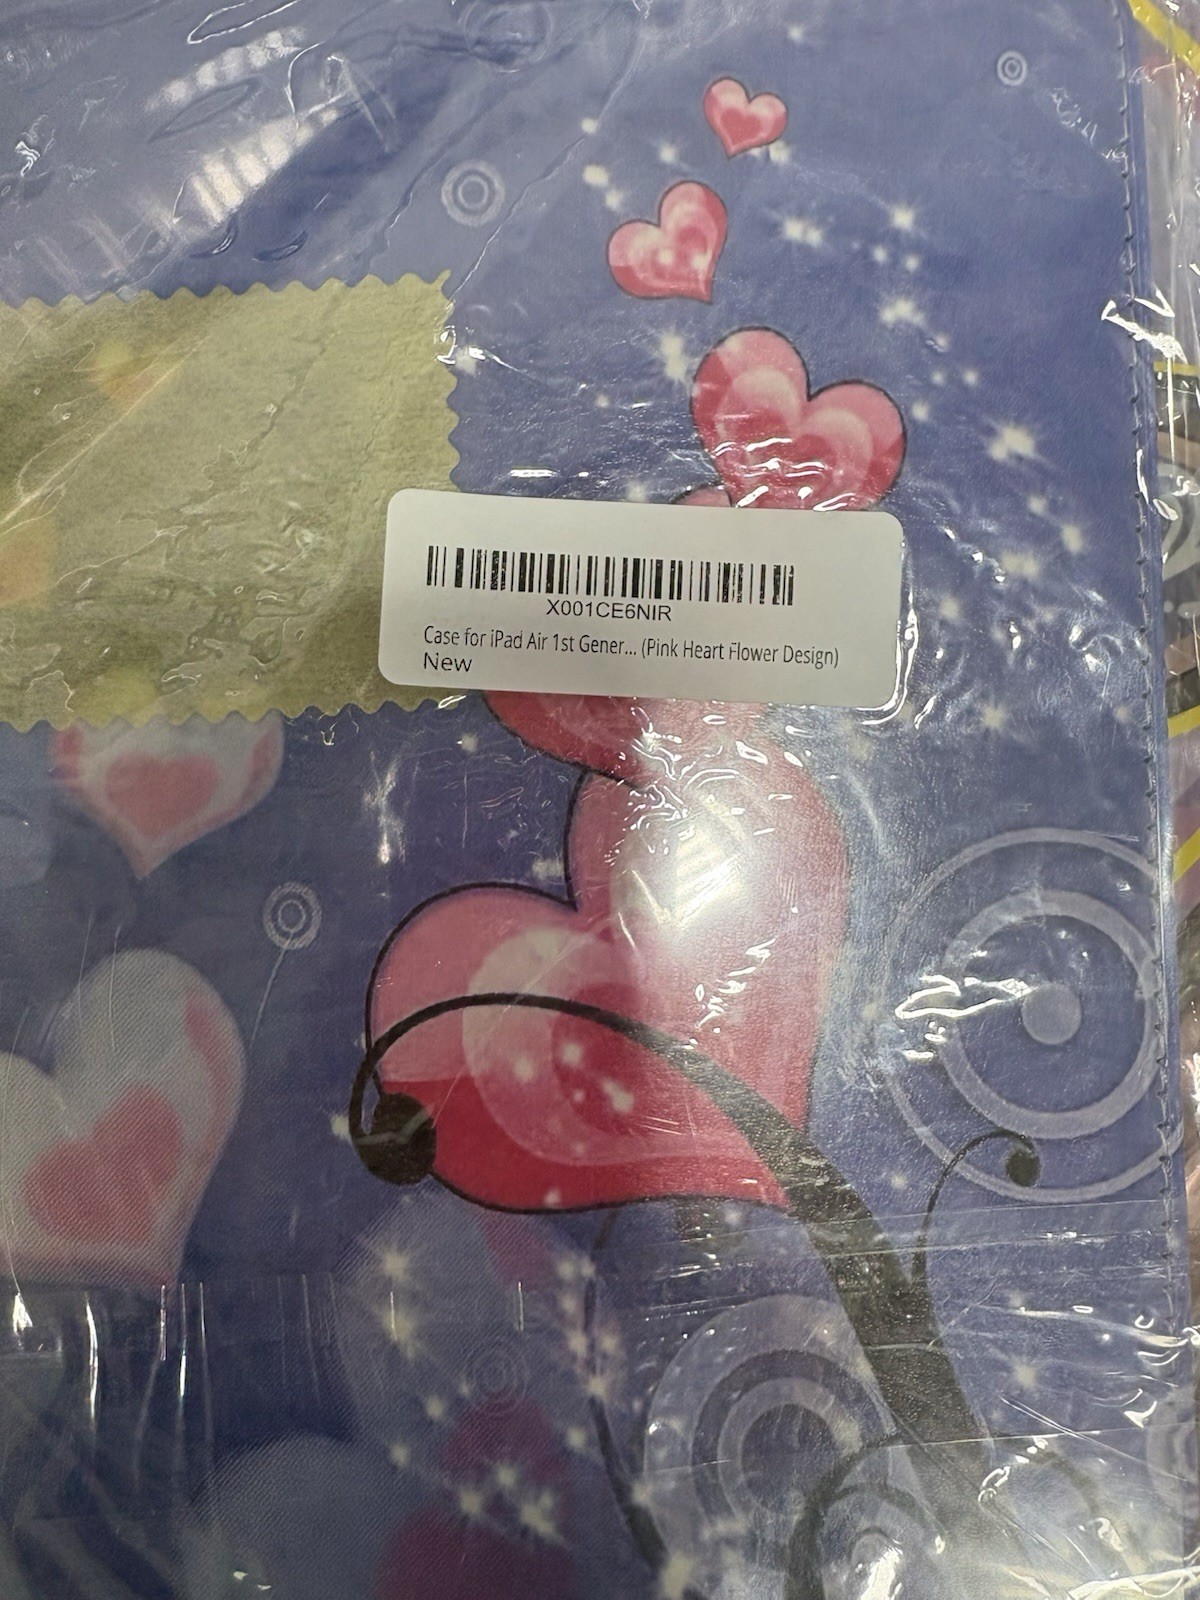 X001CE6NIR
Case for iPad Air 1st Gener... (Pink Heart Flower Design)
New